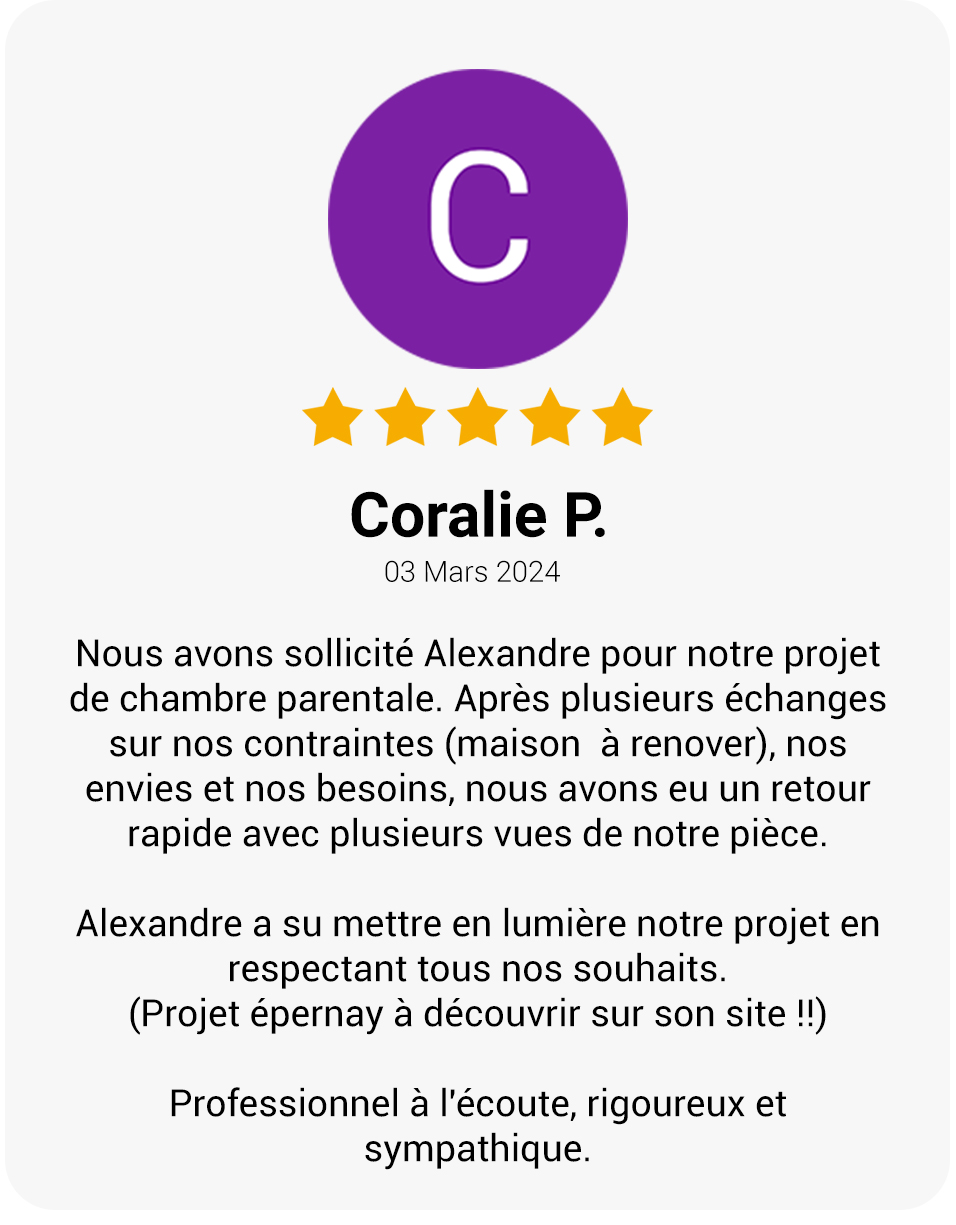 C
Coralie P.
03 Mars 2024
Nous avons sollicité Alexandre pour notre projet
de chambre parentale. Après plusieurs échanges
sur nos contraintes (maison  à renover), nos
envies et nos besoins, nous avons eu un retour
rapide avec plusieurs vues de notre pièce.
Alexandre a su mettre en lumière notre projet en
respectant tous nos souhaits.
(Projet épernay à découvrir sur son site !!)
Professionnel à l'écoute, rigoureux et
sympathique.